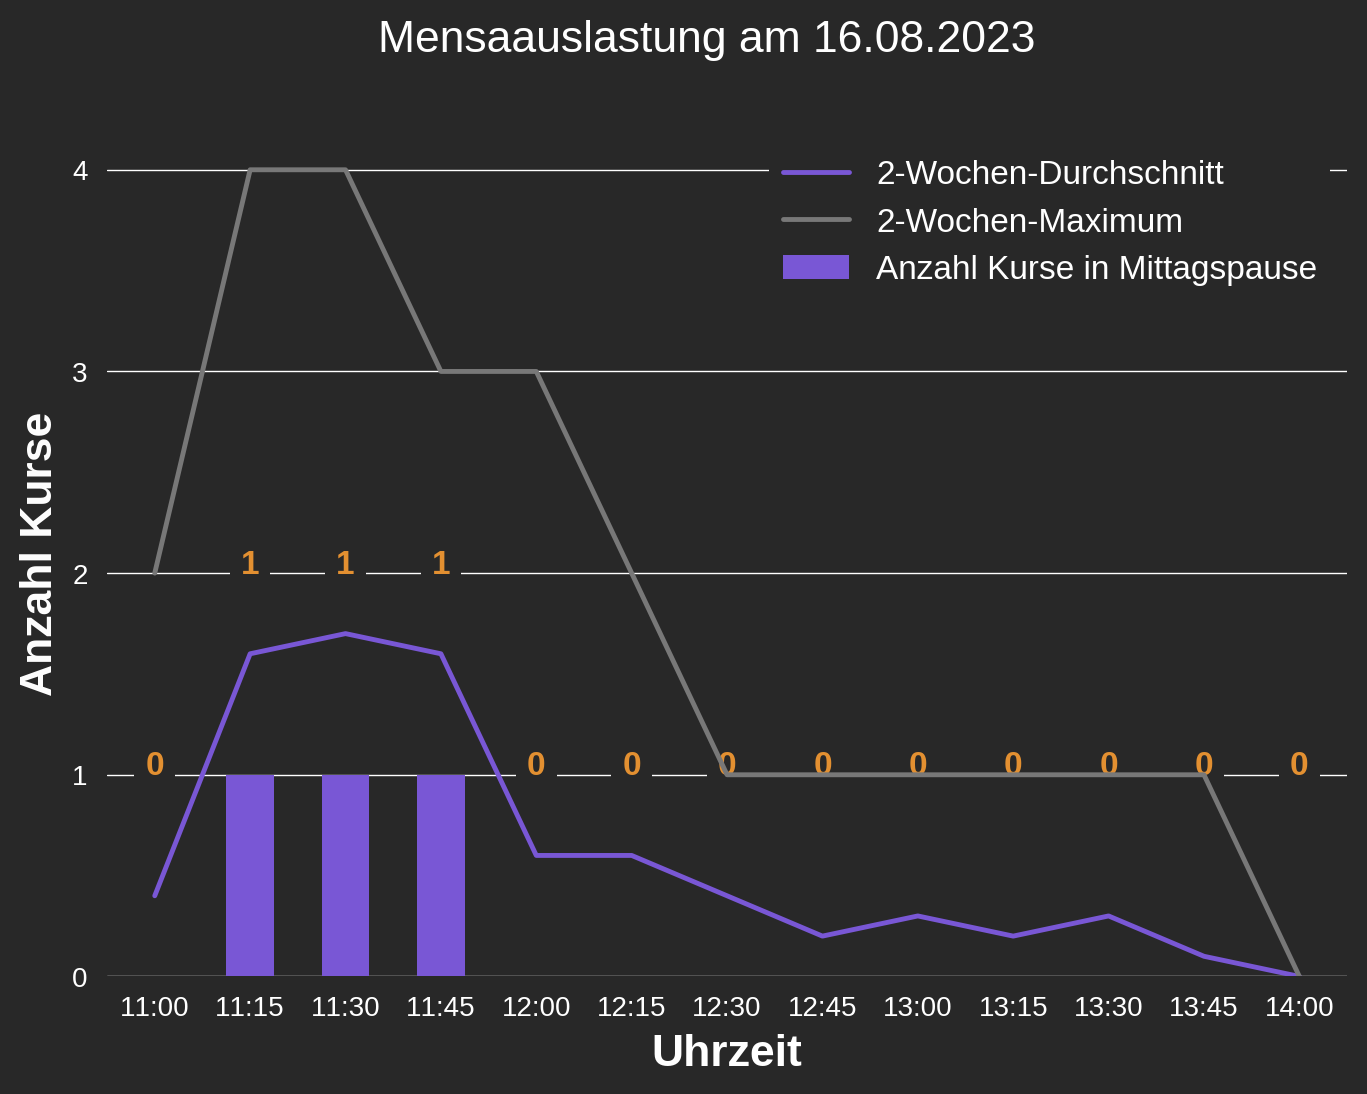 Mensaauslastung am 16.08.2023
2-Wochen-Durchschnitt
2-Wochen-Maximum
Anzahl Kurse in Mittagspause
Anzahl Kurse
4
3
2
1
0
1 1 1
0 0 0 0 0 0 0 0 0 0
11:00 11:15 11:30 11:45 12:00 12:15 12:30 12:45 13:00 13:15 13:30 13:45 14:00
Uhrzeit